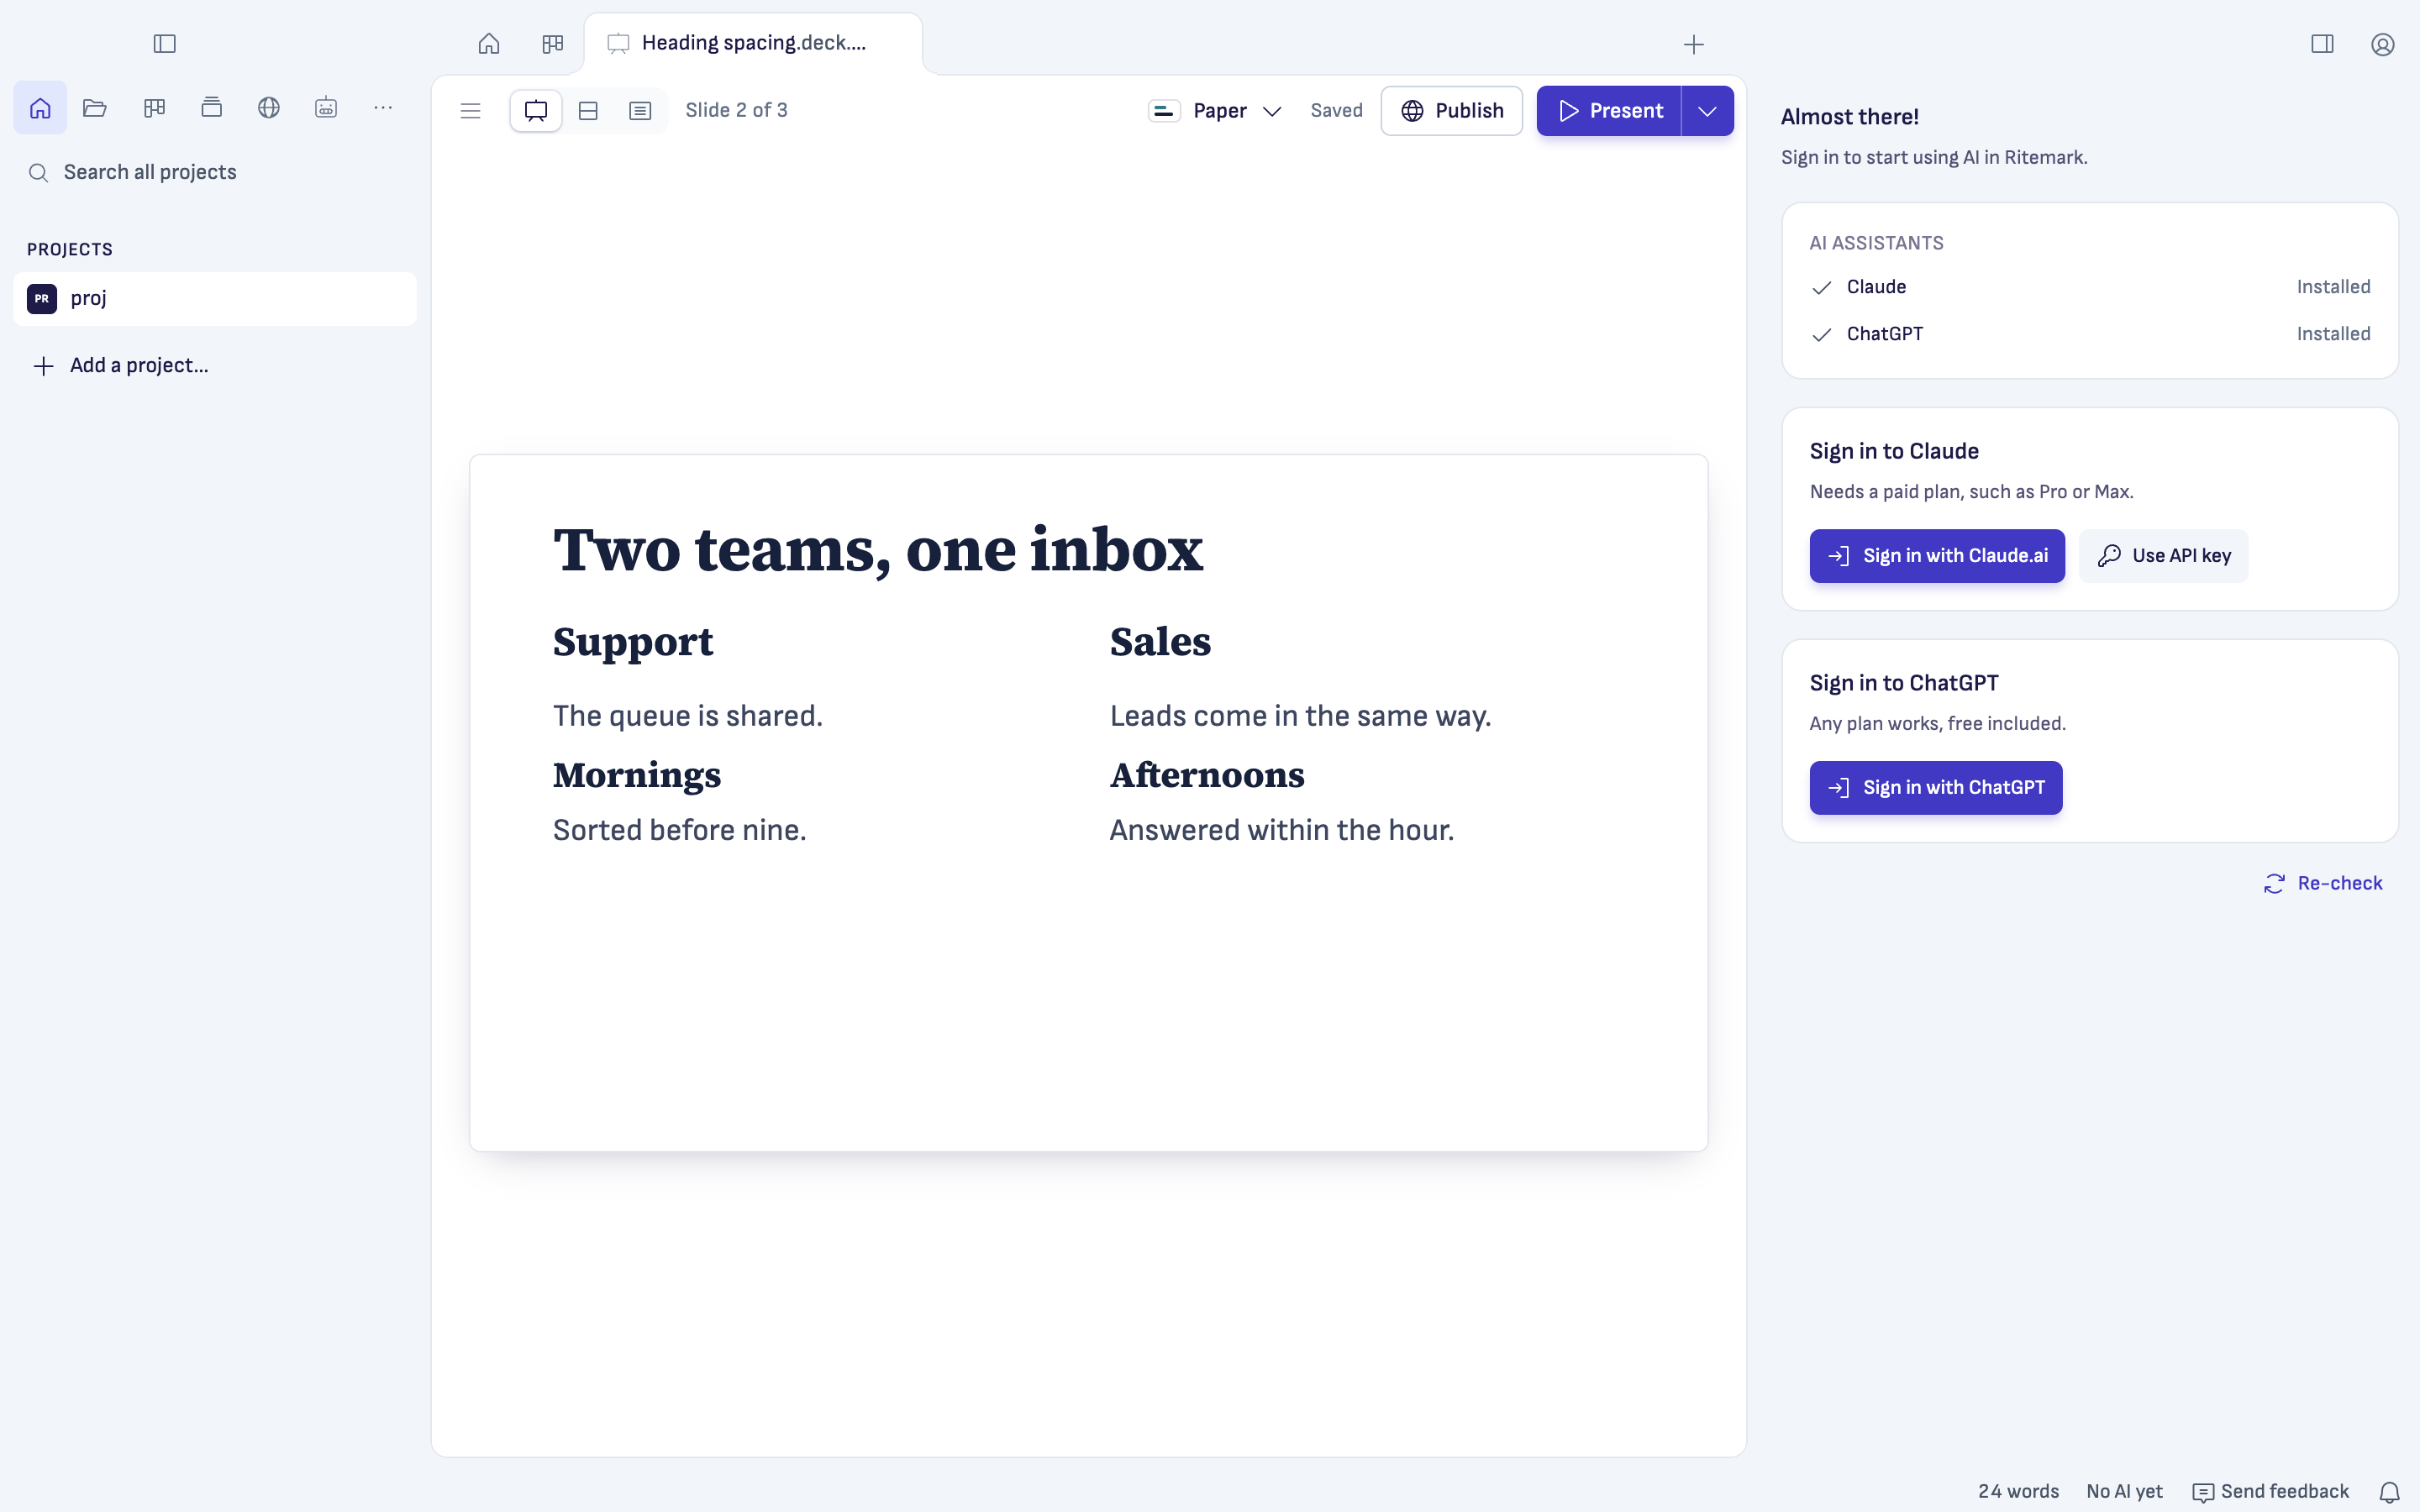 Heading spacing.deck....
Search all projects
PROJECTS
PR proj
Add a project...
Slide 2 of 3
Paper
Saved
Publish
Present
Two teams, one inbox
Support
The queue is shared.
Mornings
Sorted before nine.
Sales
Leads come in the same way.
Afternoons
Answered within the hour.
Almost there!
Sign in to start using AI in Ritemark.
AI ASSISTANTS
Claude Installed
ChatGPT Installed
Sign in to Claude
Needs a paid plan, such as Pro or Max.
Sign in with Claude.ai
Use API key
Sign in to ChatGPT
Any plan works, free included.
Sign in with ChatGPT
Re-check
24 words
No AI yet
Send feedback